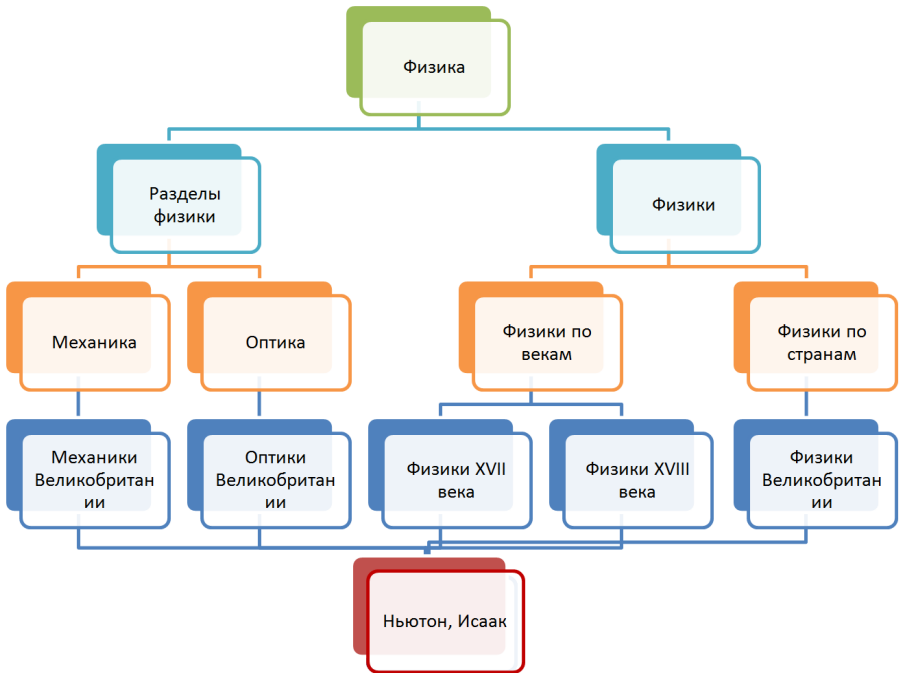 Физика
Разделы
физики
Физики
Механика
Оптика
Физики по
векам
Физики по
странам
Механики
Великобритан
ии
Оптики
Великобритан
ии
Физики XVII
века
Физики XVIII
века
Физики
Великобритан
ии
Ньютон, Исаак